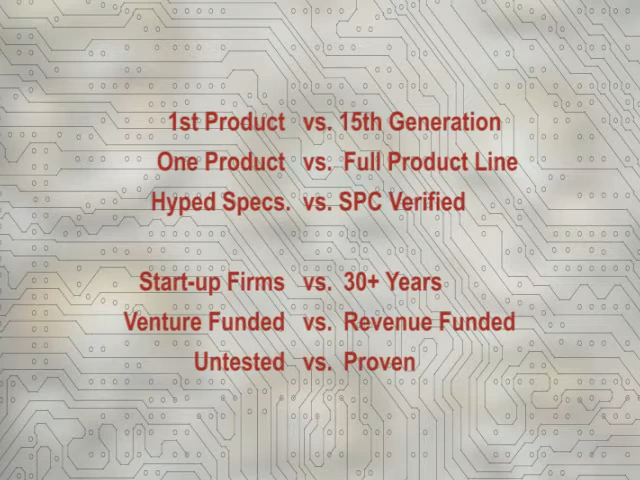 1st Product vs. 15th Generation
One Product vs. Full Product Line
Hyped Specs. vs. SPC Verified
Start-up Firms vs. 30+ Years
Venture Funded vs. Revenue Funded
Untested vs. Proven